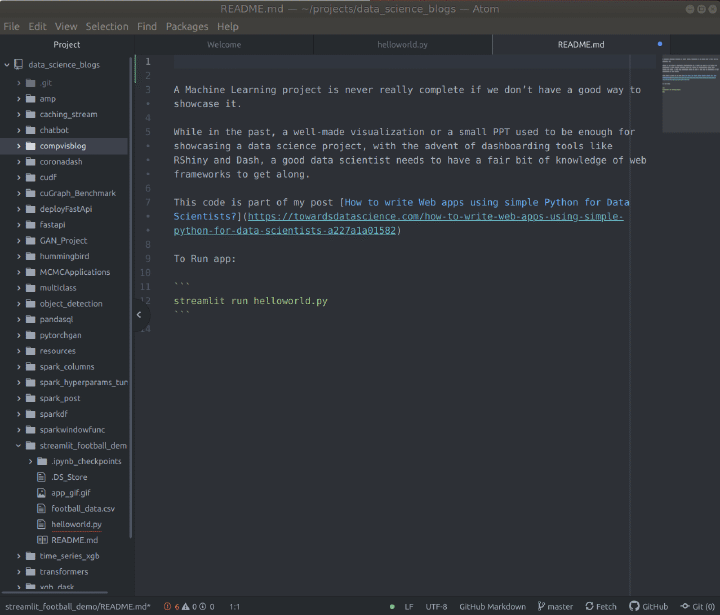 README.md — ~/projects/data_science_blogs — Atom
File Edit View Selection Find Packages Help
Project
Welcome
helloworld.py
README.md
data_science_blogs
.git
amp
caching_stream
chatbot
compvisblog
coronadash
cudf
cuGraph_Benchmark
deployFastApi
fastapi
GAN_Project
hummingbird
MCMCApplications
multiclass
object_detection
pandasql
pytorchgan
resources
spark_columns
spark_hyperparams_tun
spark_post
sparkdf
sparkwindowfunc
streamlit_football_dem
.ipynb_checkpoints
.DS_Store
app_gif.gif
football_data.csv
helloworld.py
README.md
time_series_xgb
transformers
xgb_dask
1
2
3 A Machine Learning project is never really complete if we don't have a good way to
• showcase it.
4
5 While in the past, a well-made visualization or a small PPT used to be enough for
• showcasing a data science project, with the advent of dashboarding tools like
• RShiny and Dash, a good data scientist needs to have a fair bit of knowledge of web
• frameworks to get along.
6
7 This code is part of my post [How to write Web apps using simple Python for Data
• Scientists?](https://towardsdatascience.com/how-to-write-web-apps-using-simple-
• python-for-data-scientists-a227a1a01582)
8
9 To Run app:
10
11 ```
12 streamlit run helloworld.py
``​`
14
streamlit_football_demo/README.md* 6 0 0 1:1 LF UTF-8 GitHub Markdown master Fetch GitHub Git (0)